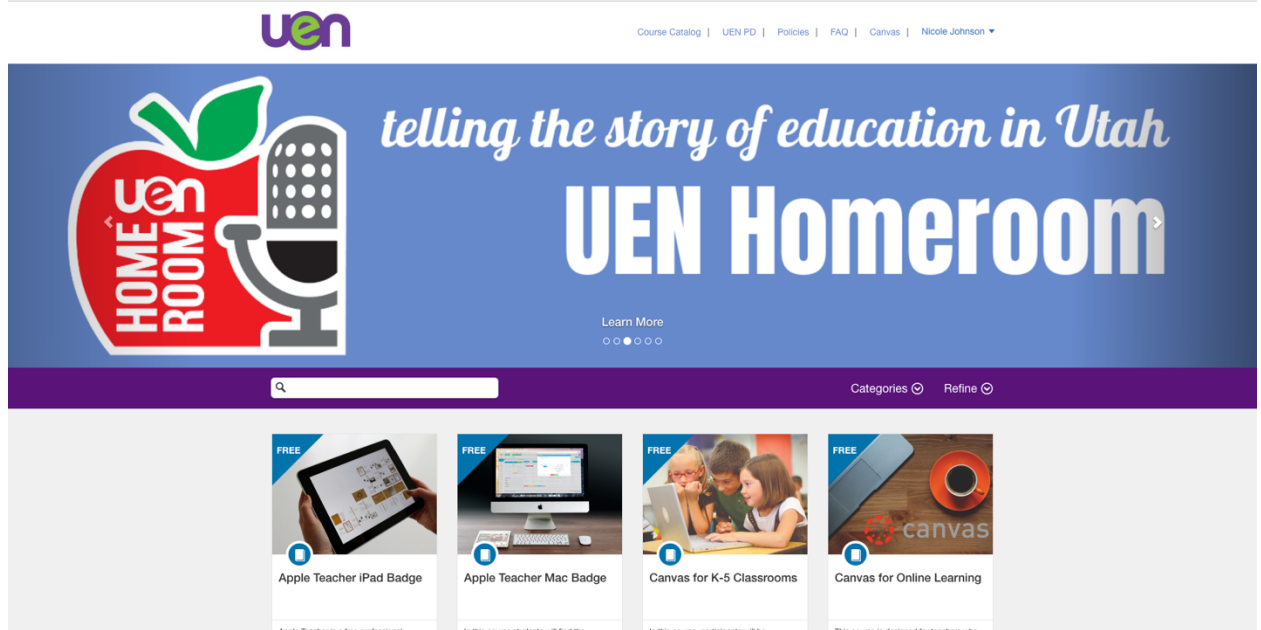 uen
Course Catalog | UEN PD | Policies | FAQ | Canvas | Nicole Johnson
telling the story of education in Utah
UEN Homeroom
uen
HOME
ROOM
Learn More
Categories
Refine
FREE
FREE
FREE
FREE
canvas
Apple Teacher iPad Badge
Apple Teacher Mac Badge
Canvas for K-5 Classrooms
Canvas for Online Learning